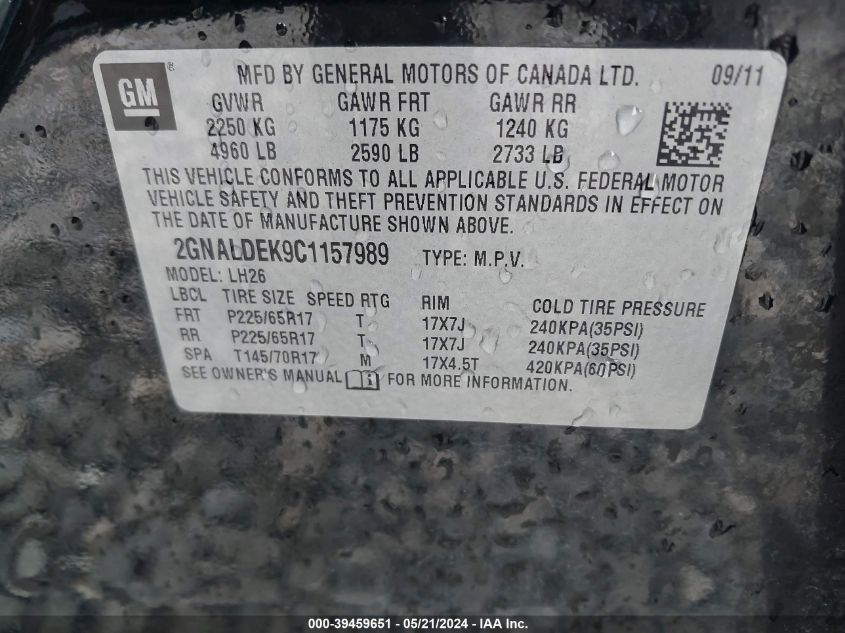 GM ® MFD BY GENERAL MOTORS OF CANADA LTD. 09/11
GVWR GAWR FRT GAWR RR
2250 KG 1175 KG 1240 KG
4960 LB 2590 LB 2733 LB
THIS VEHICLE CONFORMS TO ALL APPLICABLE U.S. FEDERAL MOTOR
VEHICLE SAFETY AND THEFT PREVENTION STANDARDS IN EFFECT ON
THE DATE OF MANUFACTURE SHOWN ABOVE.
2GNALDEK9C1157989 TYPE: M.P.V.
MODEL: LH26
LBCL TIRE SIZE SPEED RTG RIM COLD TIRE PRESSURE
FRT P225/65R17 T 17X7J 240KPA(35PSI)
RR P225/65R17 T 17X7J 240KPA(35PSI)
SPA T145/70R17 M 17X4.5T 420KPA(60PSI)
SEE OWNER'S MANUAL FOR MORE INFORMATION.
000-39459651 - 05/21/2024 - IAA Inc.